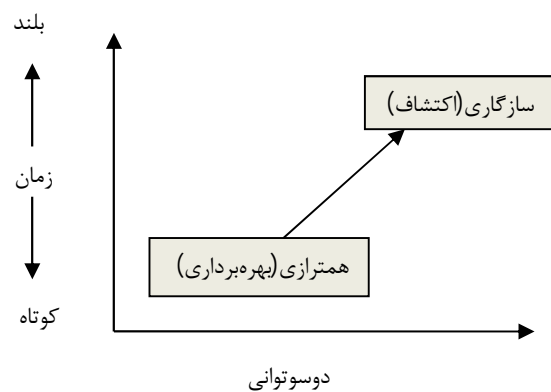 بلند
سازگاری(اکتشاف)
زمان
همترازی(بهره‌برداری)
کوتاه
دوسوتوانی